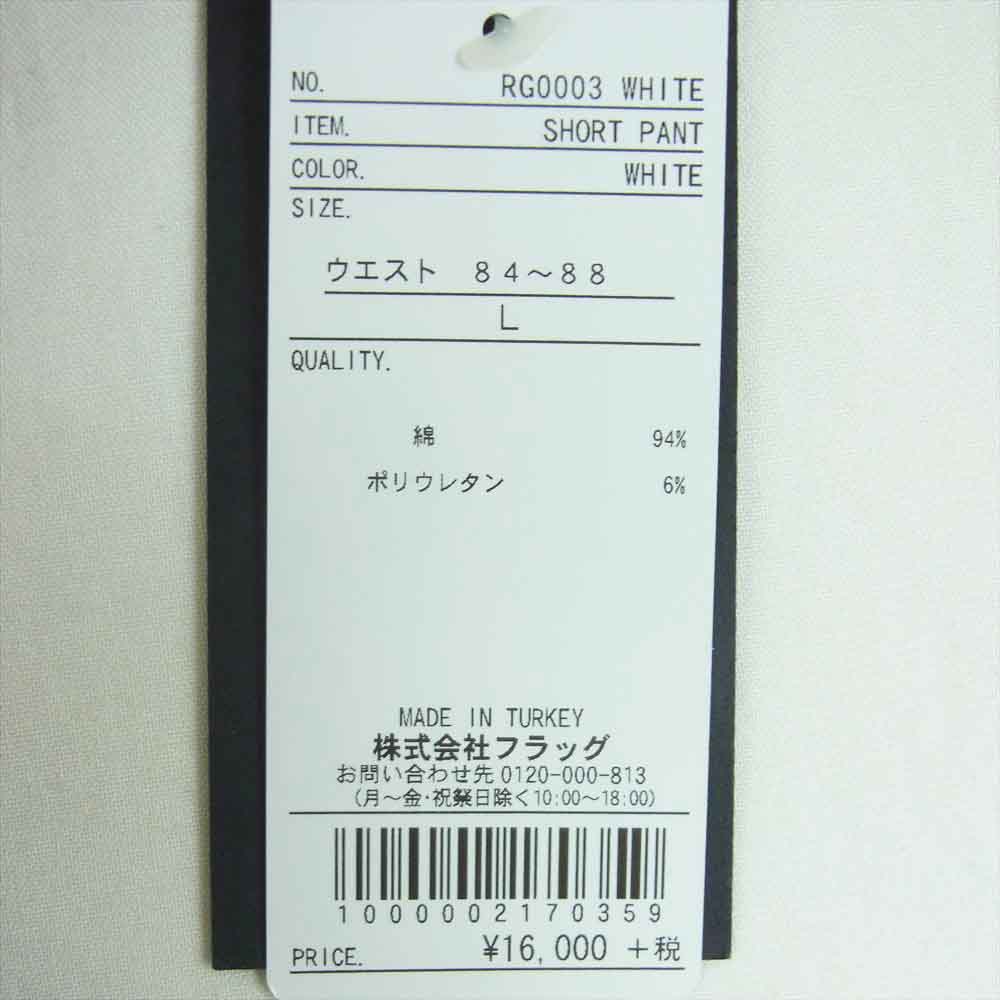 NO. RG0003 WHITE
ITEM. SHORT PANT
COLOR. WHITE
SIZE.
ウエスト 84～88
L
QUALITY.
綿 94%
ポリウレタン 6%
MADE IN TURKEY
株式会社フラッグ
お問い合わせ先 0120-000-813
(月～金・祝祭日除く10:00～18:00)
1000002170359
PRICE. ¥16,000 +税